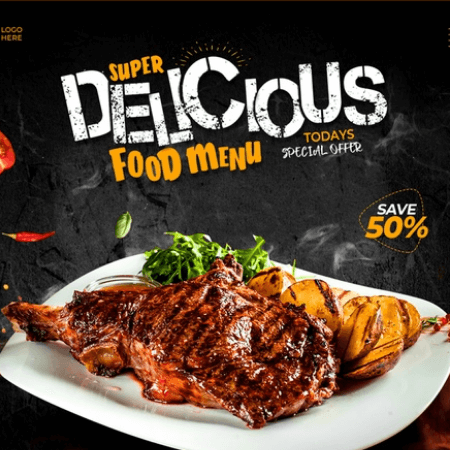 LOGO
HERE
SUPER
DELICIOUS
FOOD MENU
TODAYS
SPECIAL OFFER
SAVE
50%